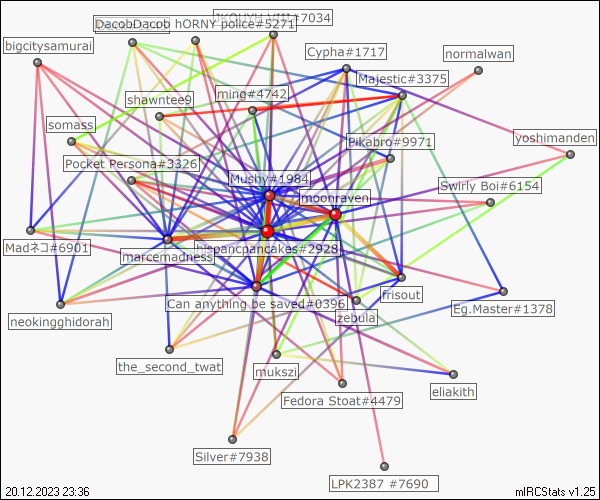 JKOUYH VIII#7034
DacobDacob hORNY police#5271
bigcitysamurai
Cypha#1717
normalwan
Majestic#3375
shawntee9
ming#4742
somass
Pikabro#9971
yoshimanden
Pocket Persona#3326
Mushy#1984
Swirly Boi#6154
moonraven
Madネコ#6901
hispanchancakes#2928
marcemadness
frisout
Can anything be saved#0396
Eg.Master#1378
zebula
neokingghidorah
the_second_twat
mukszi
eliakith
Fedora Stoat#4479
Silver#7938
LPK2387 #7690
20.12.2023 23:36
mIRCStats v1.25